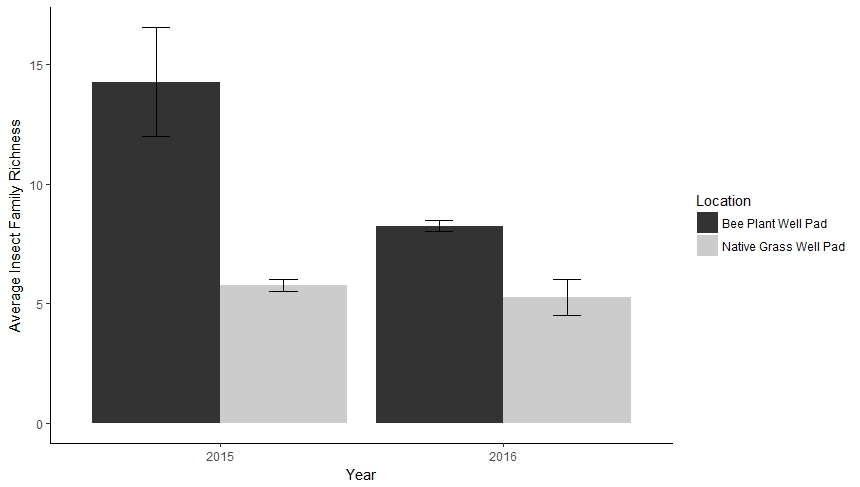 Average Insect Family Richness
15
10
5
0
2015
2016
Year
Location
Bee Plant Well Pad
Native Grass Well Pad